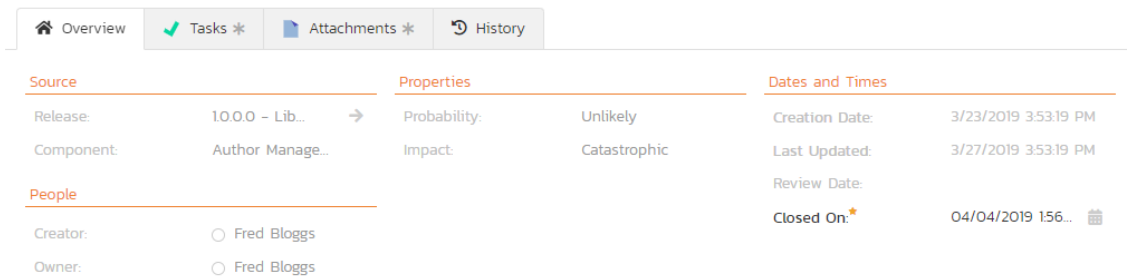 Overview Tasks * Attachments * History
Source
Release: 1.0.0.0 - Lib...
Component: Author Manage...
People
Creator: Fred Bloggs
Owner: Fred Bloggs
Properties
Probability: Unlikely
Impact: Catastrophic
Dates and Times
Creation Date: 3/23/2019 3:53:19 PM
Last Updated: 3/27/2019 3:53:19 PM
Review Date:
Closed On:* 04/04/2019 1:56...